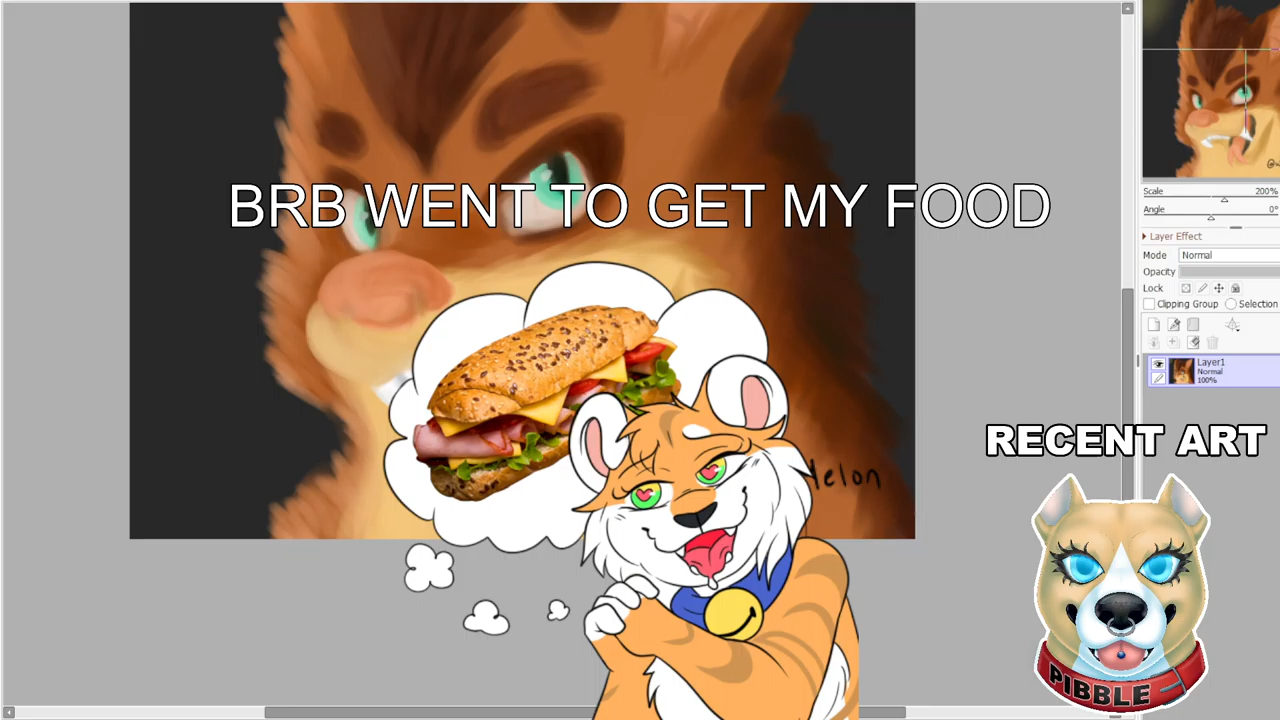 BRB WENT TO GET MY FOOD
Scale 200%
Angle 0°
Layer Effect
Mode Normal
Opacity
Lock
Clipping Group Selection
Layer1
Normal
100%
RECENT ART
elon
PIBBLE